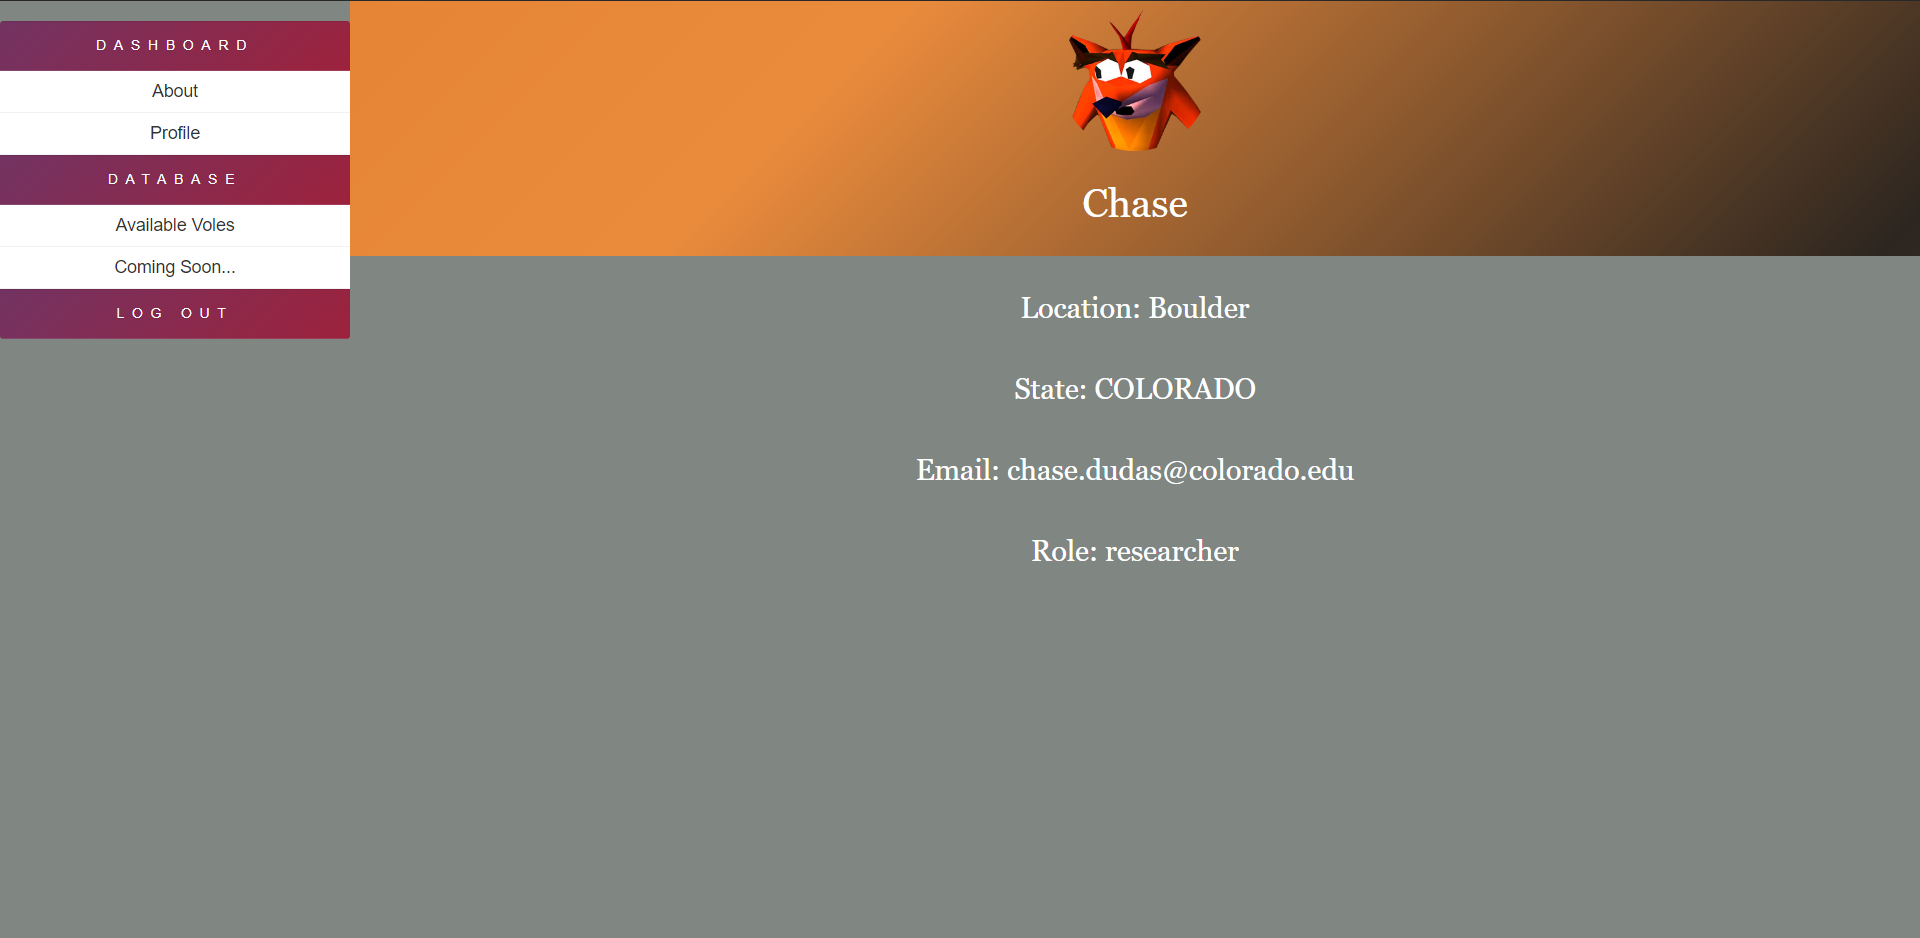 DASHBOARD
About
Profile
DATABASE
Available Voles
Coming Soon...
LOG OUT
Chase
Location: Boulder
State: COLORADO
Email: chase.dudas@colorado.edu
Role: researcher